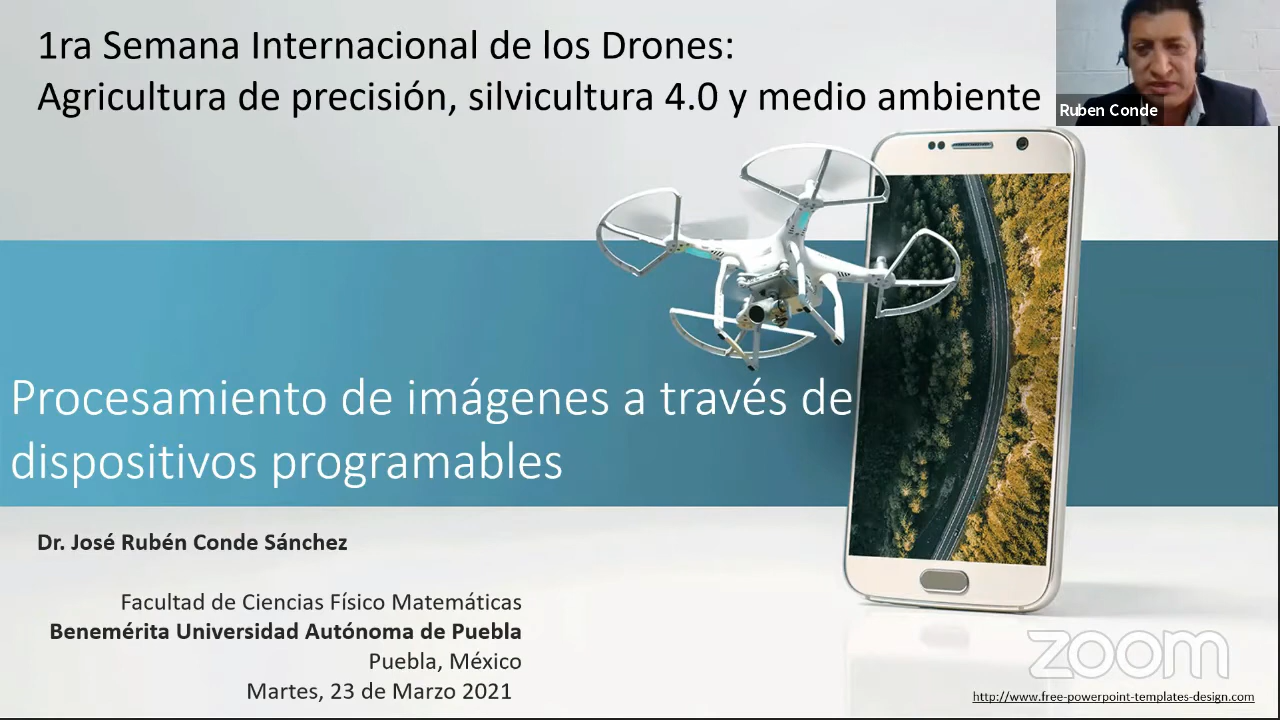 1ra Semana Internacional de los Drones:
Agricultura de precisión, silvicultura 4.0 y medio ambiente
Ruben Conde
Procesamiento de imágenes a través de
dispositivos programables
Dr. José Rubén Conde Sánchez
Facultad de Ciencias Físico Matemáticas
Benemérita Universidad Autónoma de Puebla
Puebla, México
Martes, 23 de Marzo 2021
zoom
http://www.free-powerpoint-templates-design.com